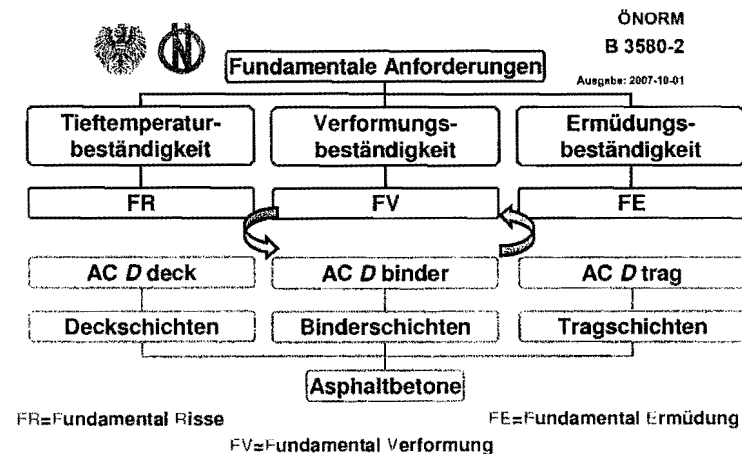 ÖNORM
B 3580-2
Ausgabe: 2007-10-01
N
Fundamentale Anforderungen
Tieftemperatur-
beständigkeit
Verformungs-
beständigkeit
Ermüdungs-
beständigkeit
FR
FV
FE
AC D deck
AC D binder
AC D trag
Deckschichten
Binderschichten
Tragschichten
Asphaltbetone
FR=Fundamental Risse
FE=Fundamental Ermüdung
FV=Fundamental Verformung